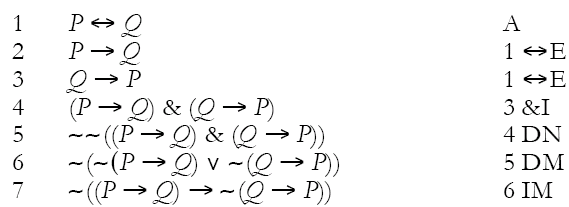 1 P ↔ Q A
2 P → Q 1 ↔E
3 Q → P 1 ↔E
4 (P → Q) & (Q → P) 3 &I
5 ~~((P → Q) & (Q → P)) 4 DN
6 ~(~(P → Q) ∨ ~(Q → P)) 5 DM
7 ~((P → Q) → ~(Q → P)) 6 IM